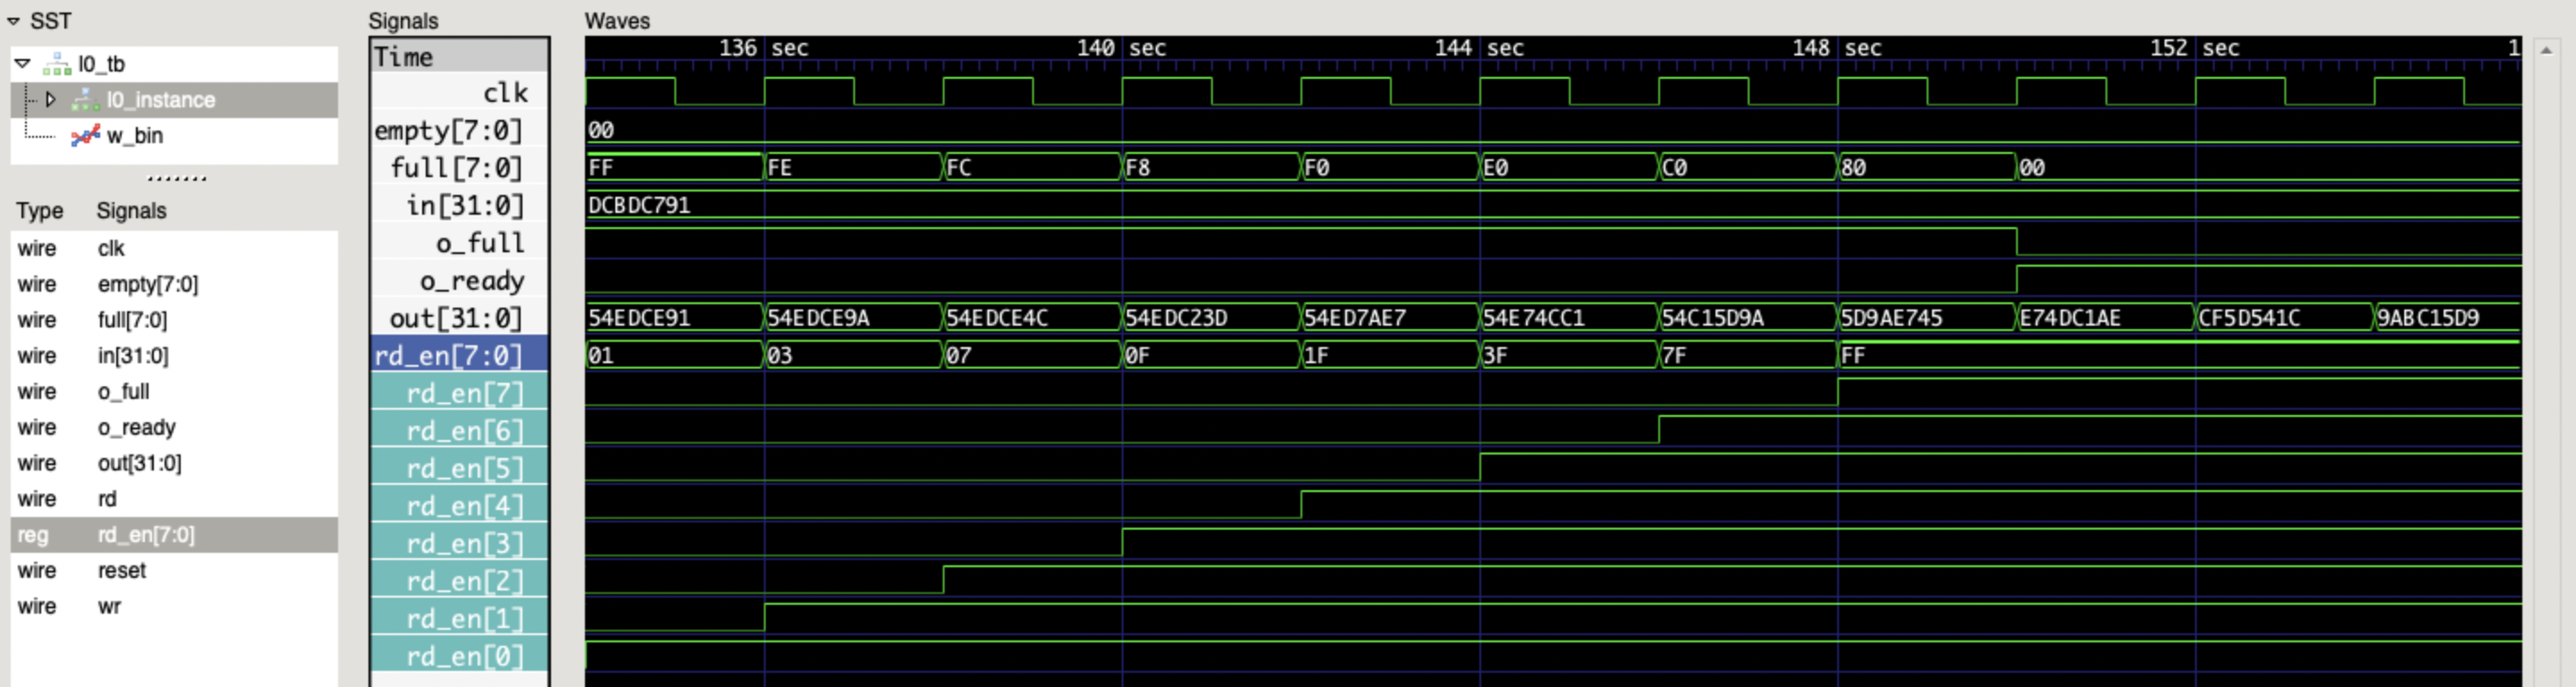 SST
l0_tb
l0_instance
w_bin
Type Signals
wire clk
wire empty[7:0]
wire full[7:0]
wire in[31:0]
wire o_full
wire o_ready
wire out[31:0]
wire rd
reg rd_en[7:0]
wire reset
wire wr
Signals
Time
clk
empty[7:0]
full[7:0]
in[31:0]
o_full
o_ready
out[31:0]
rd_en[7:0]
rd_en[7]
rd_en[6]
rd_en[5]
rd_en[4]
rd_en[3]
rd_en[2]
rd_en[1]
rd_en[0]
Waves
136 sec 140 sec 144 sec 148 sec 152 sec 1
00
FF FE FC F8 F0 E0 C0 80 00
DCBDC791
54EDCE91 54EDCE9A 54EDCE4C 54EDC23D 54ED7AE7 54E74CC1 54C15D9A 5D9AE745 E74DC1AE CF5D541C 9ABC15D9
01 03 07 0F 1F 3F 7F FF